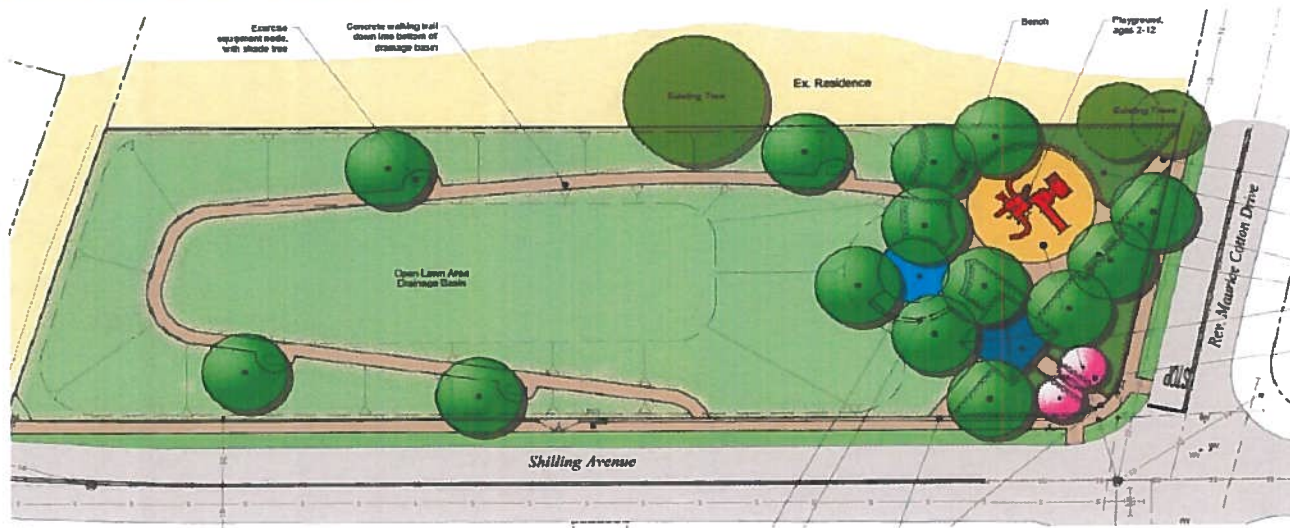 Exercise
equipment node,
with shade tree
Concrete walking trail
down into bottom of
drainage basin
Bench
Playground,
ages 2-12
Existing Tree
Ex. Residence
Existing Trees
Open Lawn Area
Drainage Basin
Rev. Maurice Cotton Drive
STOP
Shilling Avenue